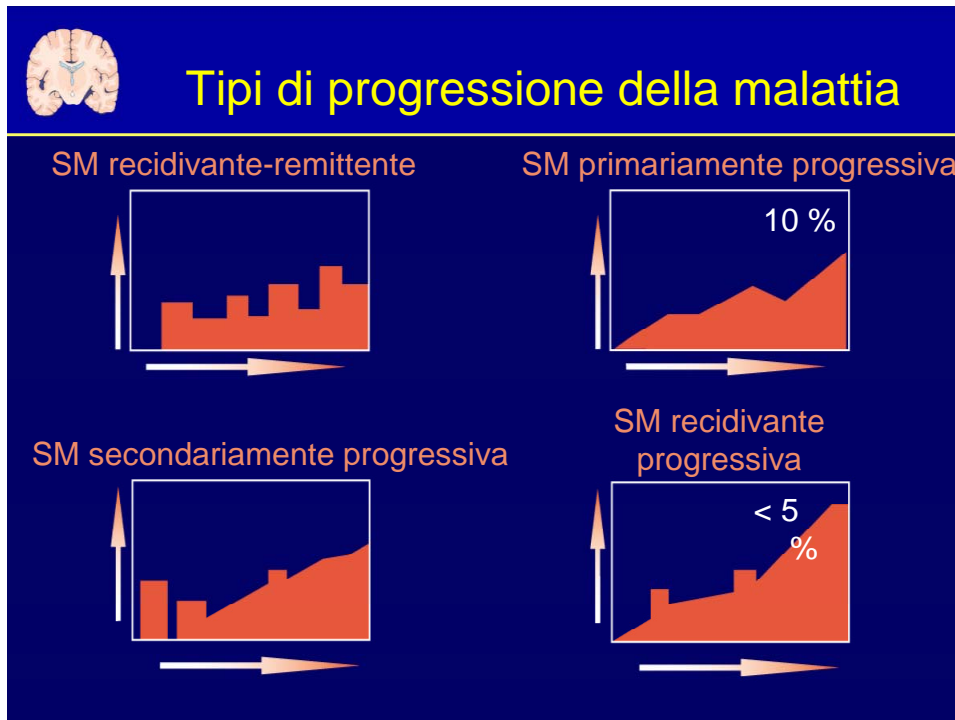 Tipi di progressione della malattia
SM recidivante-remittente
SM primariamente progressiva
10 %
SM secondariamente progressiva
SM recidivante
progressiva
< 5
%